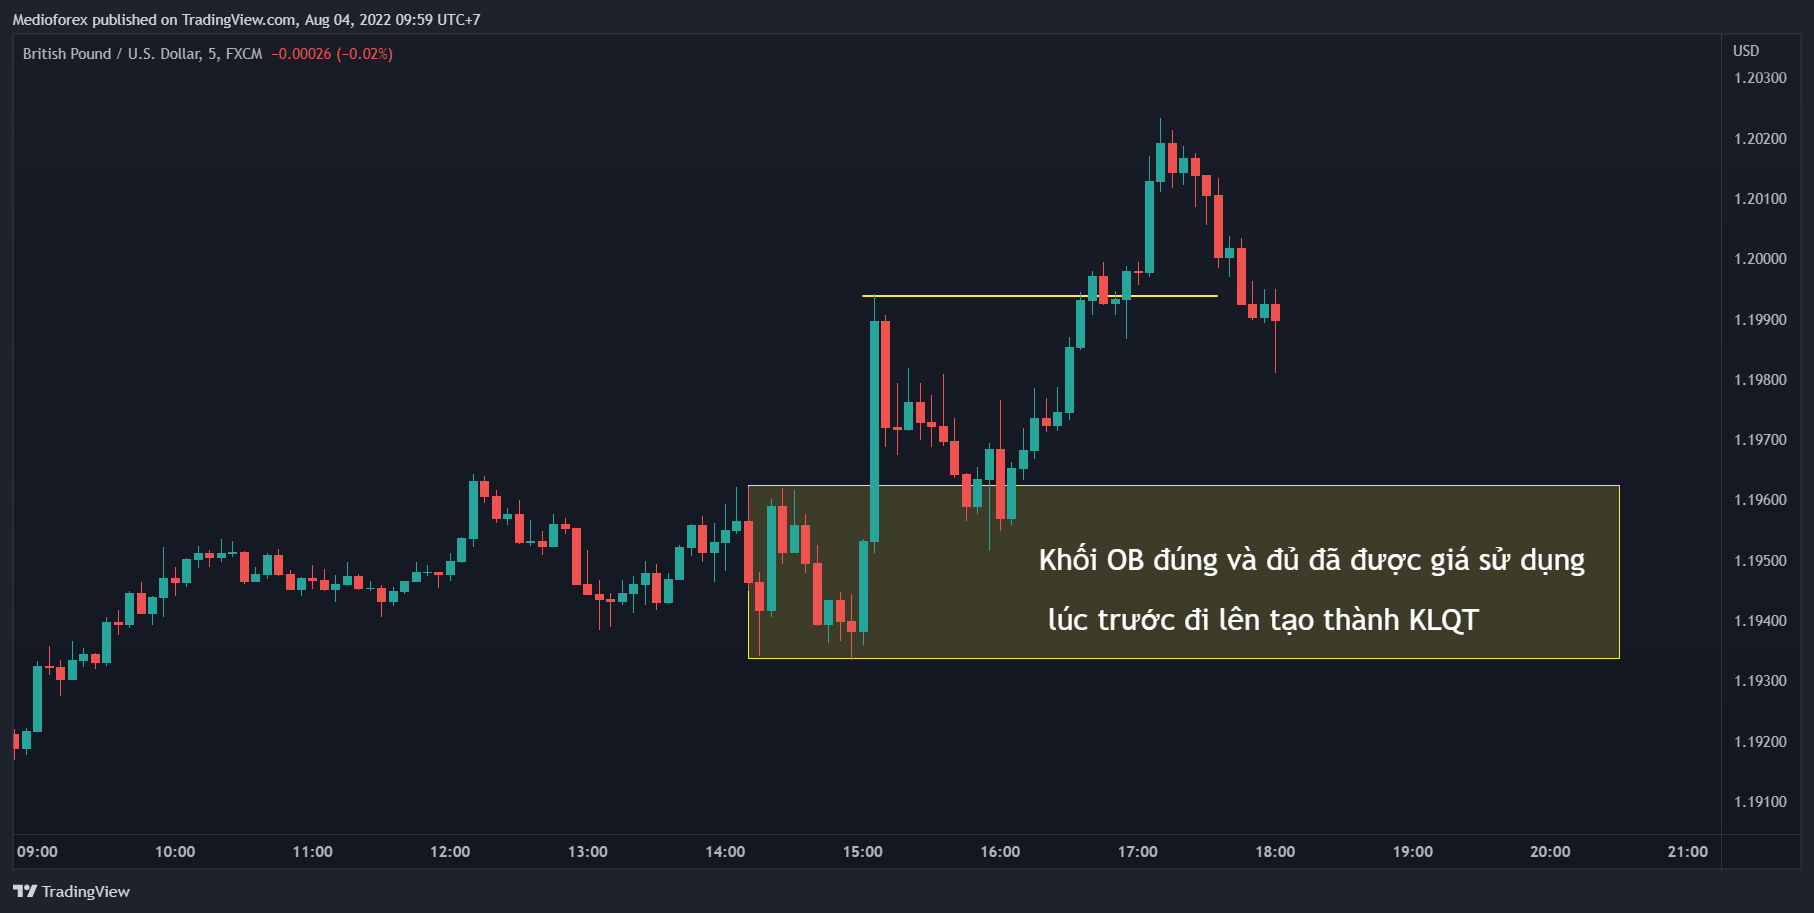 Medioforex published on TradingView.com, Aug 04, 2022 09:59 UTC+7
British Pound / U.S. Dollar, 5, FXCM −0.00026 (−0.02%)
USD
1.20300
1.20200
1.20100
1.20000
1.19900
1.19800
1.19700
1.19600
1.19500
1.19400
1.19300
1.19200
1.19100
Khối OB đúng và đủ đã được giá sử dụng
lúc trước đi lên tạo thành KLQT
09:00 10:00 11:00 12:00 13:00 14:00 15:00 16:00 17:00 18:00 19:00 20:00 21:00
TradingView